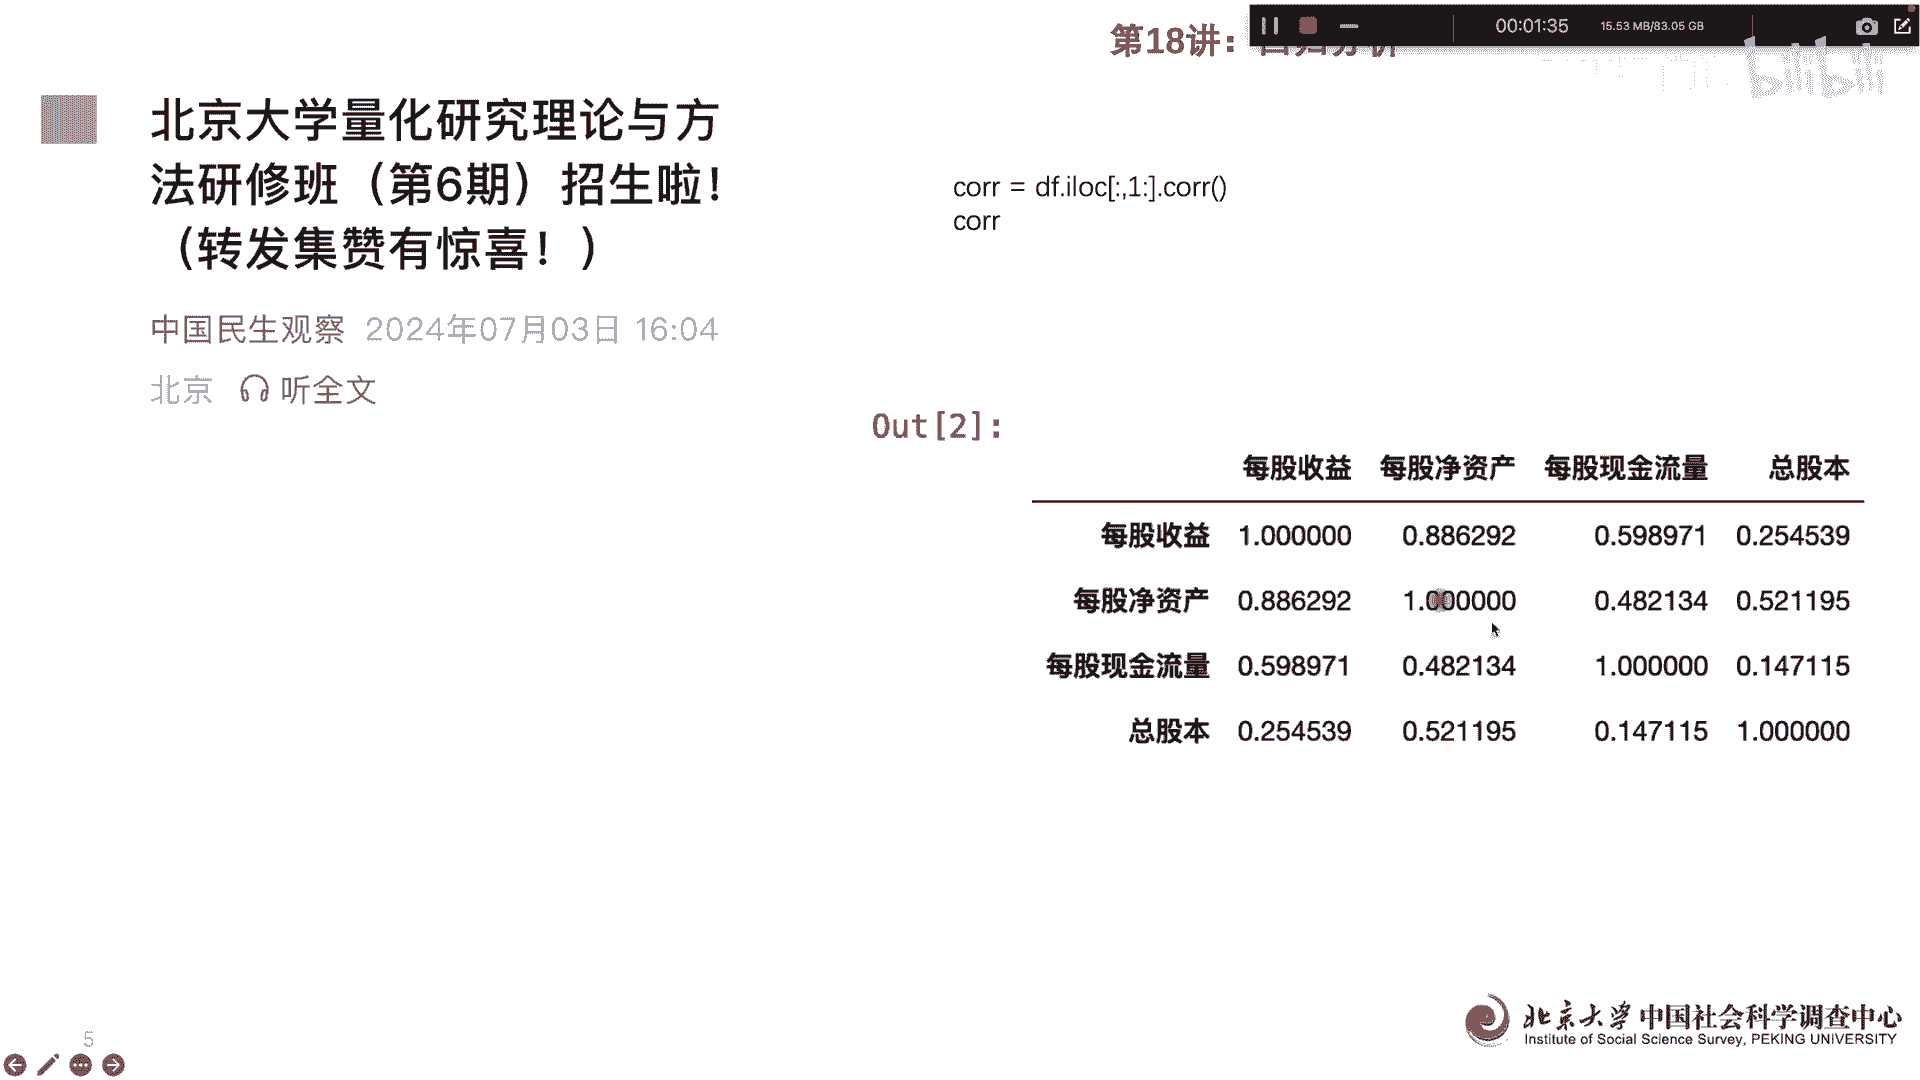 第18讲：回归分析
00:01:35
15.53 MB/83.05 GB
bilibili
北京大学量化研究理论与方
法研修班（第6期）招生啦！
（转发集赞有惊喜！）
中国民生观察 2024年07月03日 16:04
北京 听全文
corr = df.iloc[:,1:].corr()
corr
Out[2]:
每股收益 每股净资产 每股现金流量 总股本
每股收益 1.000000 0.886292 0.598971 0.254539
每股净资产 0.886292 1.000000 0.482134 0.521195
每股现金流量 0.598971 0.482134 1.000000 0.147115
总股本 0.254539 0.521195 0.147115 1.000000
北京大学中国社会科学调查中心
Institute of Social Science Survey, PEKING UNIVERSITY
5